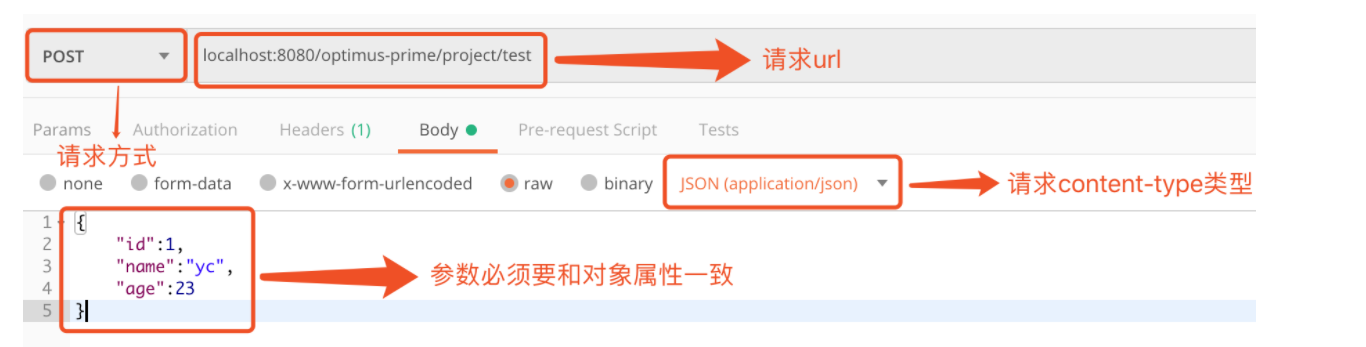 POST localhost:8080/optimus-prime/project/test 请求url
Params Authorization Headers (1) Body Pre-request Script Tests
请求方式
none form-data x-www-form-urlencoded raw binary JSON (application/json) 请求content-type类型
1 {
2 "id":1,
3 "name":"yc",
参数必须要和对象属性一致
4 "age":23
5 }